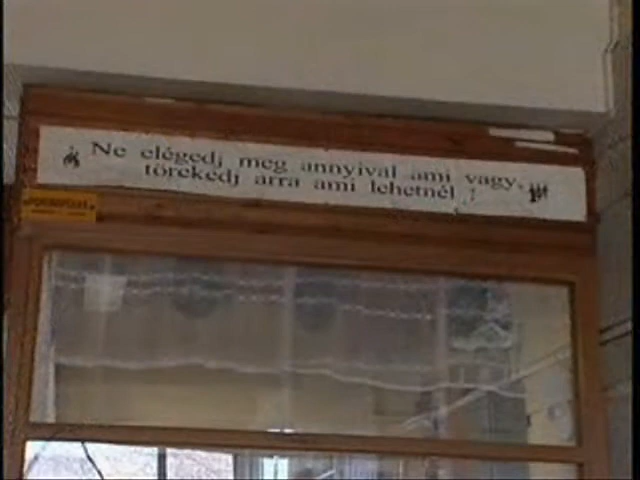 Ne elégedj meg annyival ami vagy,
törekedj arra ami lehetnél !